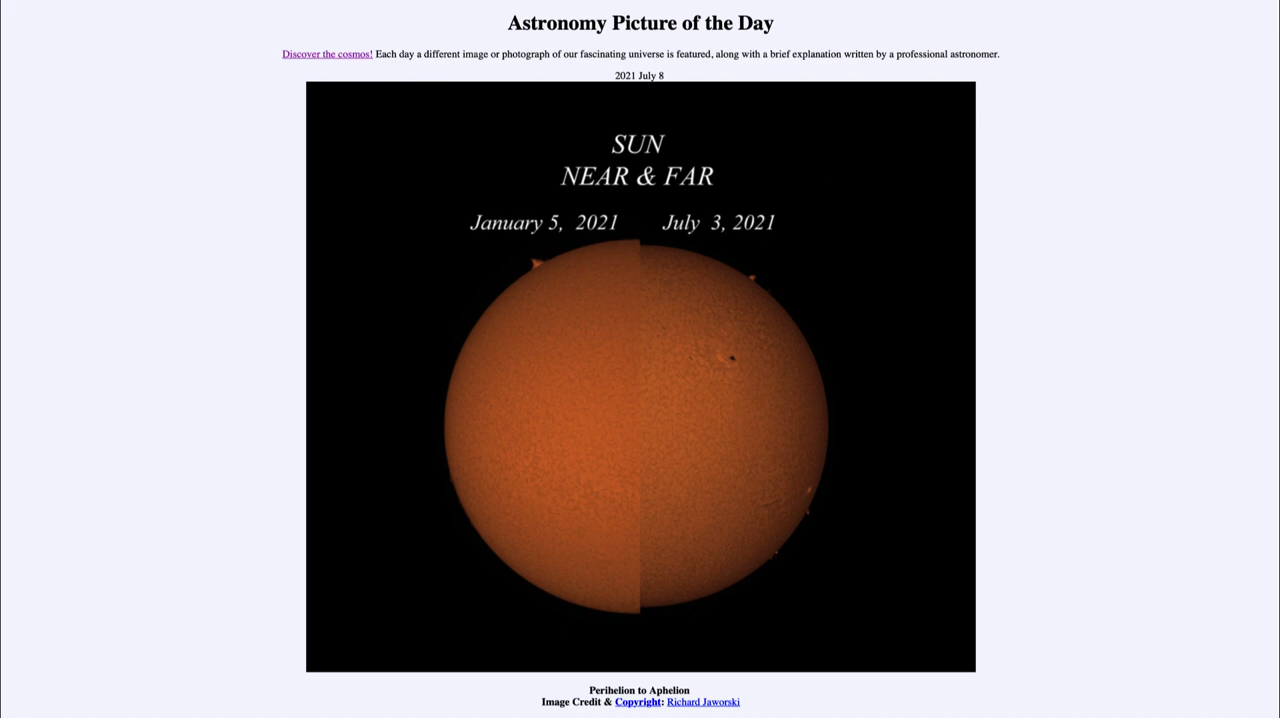 Astronomy Picture of the Day
Discover the cosmos! Each day a different image or photograph of our fascinating universe is featured, along with a brief explanation written by a professional astronomer.
2021 July 8
SUN
NEAR & FAR
January 5, 2021 July 3, 2021
Perihelion to Aphelion
Image Credit & Copyright: Richard Jaworski